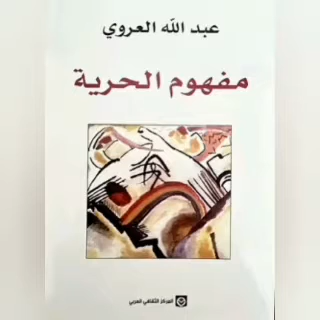 عبد الله العروي
مفهوم الحرية
المركز الثقافي العربي